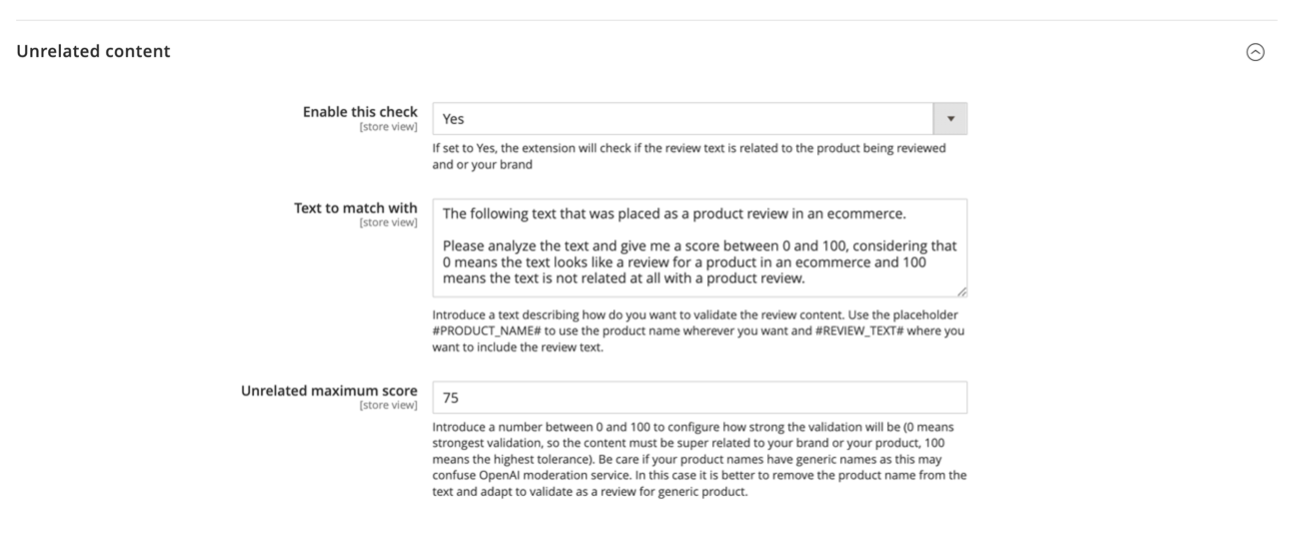 Unrelated content
Enable this check
[store view]
Yes
If set to Yes, the extension will check if the review text is related to the product being reviewed
and or your brand
Text to match with
[store view]
The following text that was placed as a product review in an ecommerce.
Please analyze the text and give me a score between 0 and 100, considering that
0 means the text looks like a review for a product in an ecommerce and 100
means the text is not related at all with a product review.
Introduce a text describing how do you want to validate the review content. Use the placeholder
#PRODUCT_NAME# to use the product name wherever you want and #REVIEW_TEXT# where you
want to include the review text.
Unrelated maximum score
[store view]
75
Introduce a number between 0 and 100 to configure how strong the validation will be (0 means
strongest validation, so the content must be super related to your brand or your product, 100
means the highest tolerance). Be care if your product names have generic names as this may
confuse OpenAI moderation service. In this case it is better to remove the product name from the
text and adapt to validate as a review for generic product.